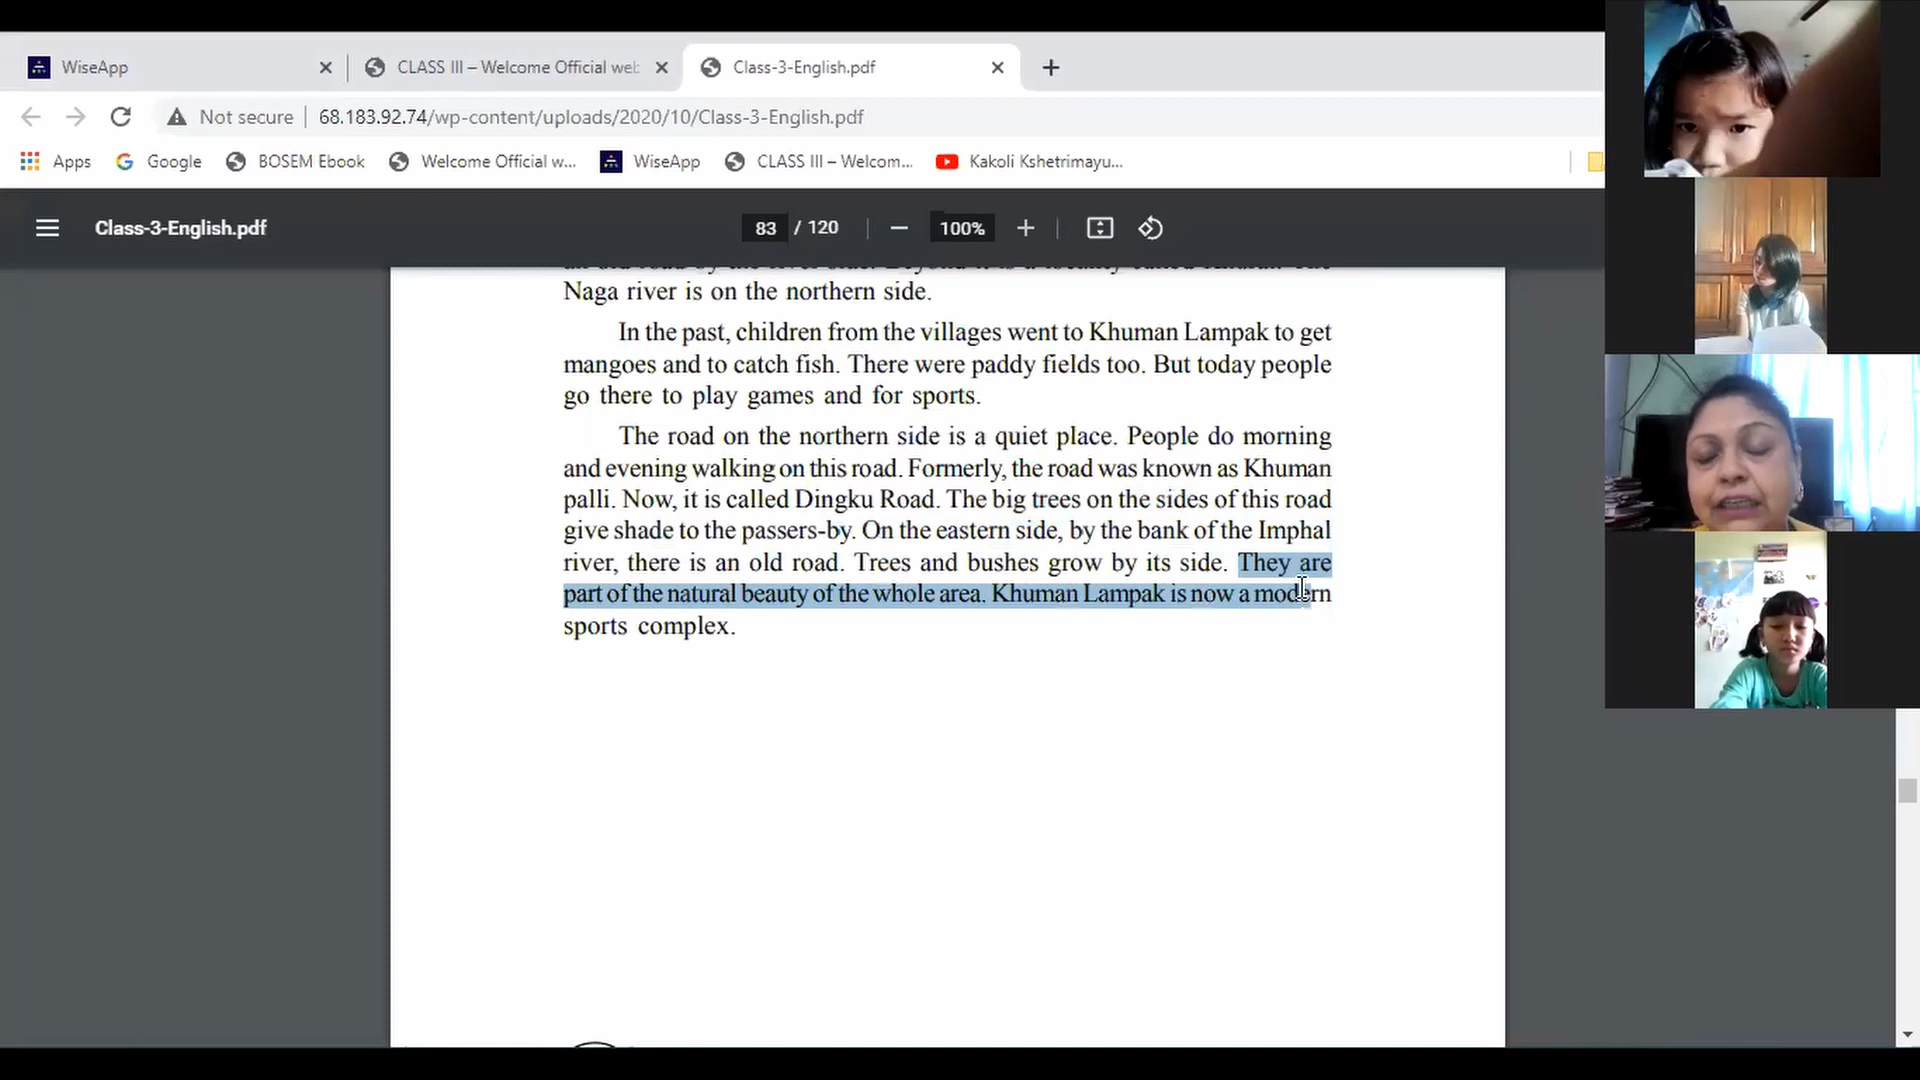 WiseApp
CLASS III – Welcome Official web
Class-3-English.pdf
Not secure
68.183.92.74/wp-content/uploads/2020/10/Class-3-English.pdf
Apps
Google
BOSEM Ebook
Welcome Official w...
WiseApp
CLASS III – Welcom...
Kakoli Kshetrimayu...
Class-3-English.pdf
83 / 120
100%
Naga river is on the northern side.
In the past, children from the villages went to Khuman Lampak to get
mangoes and to catch fish. There were paddy fields too. But today people
go there to play games and for sports.
The road on the northern side is a quiet place. People do morning
and evening walking on this road. Formerly, the road was known as Khuman
palli. Now, it is called Dingku Road. The big trees on the sides of this road
give shade to the passers-by. On the eastern side, by the bank of the Imphal
river, there is an old road. Trees and bushes grow by its side. They are
part of the natural beauty of the whole area. Khuman Lampak is now a modern
sports complex.